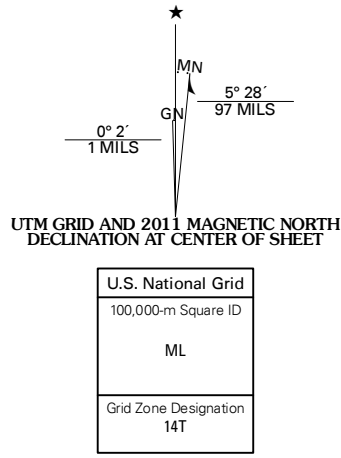 ★
MN
GN
5° 28´
97 MILS
0° 2´
1 MILS
UTM GRID AND 2011 MAGNETIC NORTH
DECLINATION AT CENTER OF SHEET
U.S. National Grid
100,000-m Square ID
ML
Grid Zone Designation
14T